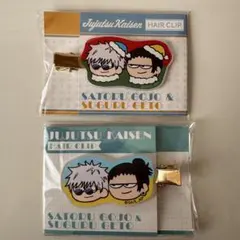 Jujutsu Kaisen
HAIR CLIP
SATORU GOJO &
SUGURU GETO
JUJUTSU KAISEN
HAIR CLIP
SATORU GOJO &
SUGURU GETO